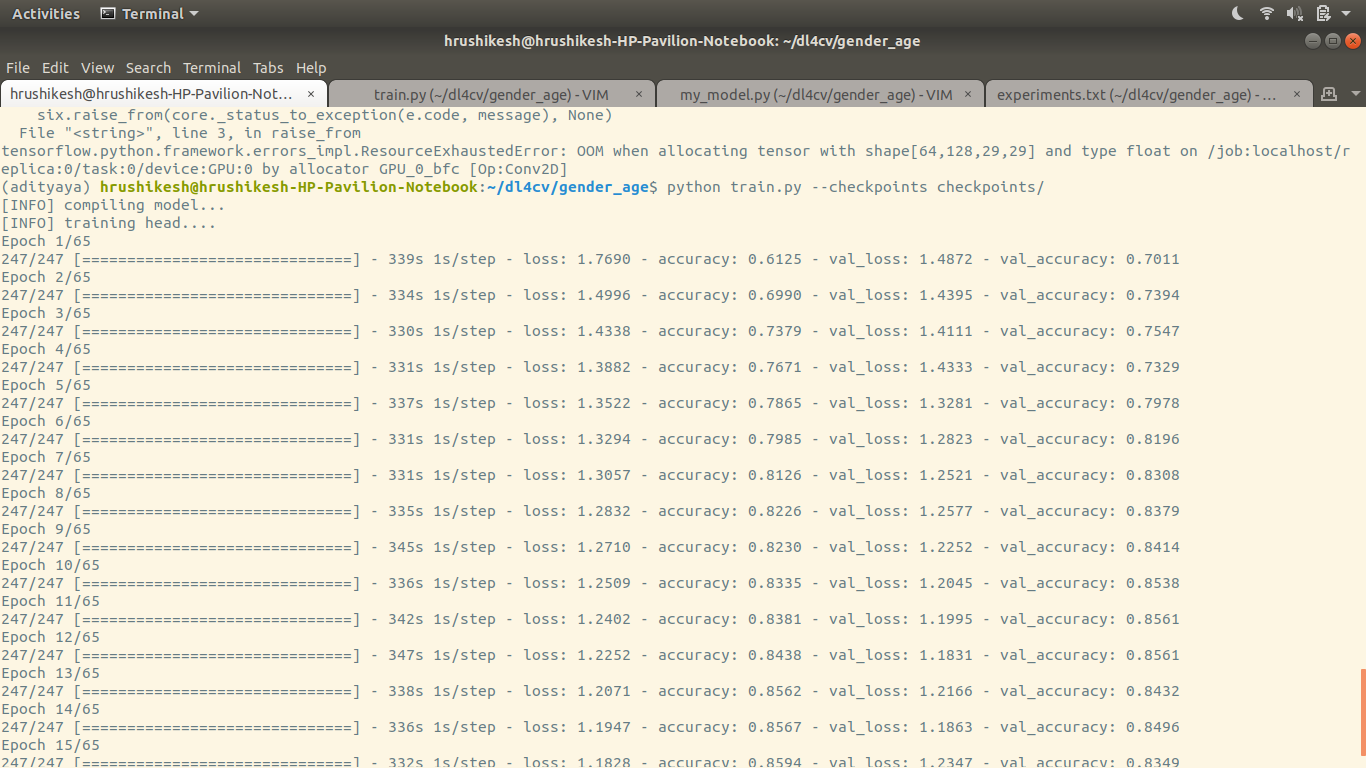 Activities Terminal
hrushikesh@hrushikesh-HP-Pavilion-Notebook: ~/dl4cv/gender_age
File Edit View Search Terminal Tabs Help
hrushikesh@hrushikesh-HP-Pavilion-Not... × train.py (~/dl4cv/gender_age) - VIM × my_model.py (~/dl4cv/gender_age) - VIM × experiments.txt (~/dl4cv/gender_age) - ... ×
six.raise_from(core._status_to_exception(e.code, message), None)
File "<string>", line 3, in raise_from
tensorflow.python.framework.errors_impl.ResourceExhaustedError: OOM when allocating tensor with shape[64,128,29,29] and type float on /job:localhost/r
eplica:0/task:0/device:GPU:0 by allocator GPU_0_bfc [Op:Conv2D]
(adityaya) hrushikesh@hrushikesh-HP-Pavilion-Notebook:~/dl4cv/gender_age$ python train.py --checkpoints checkpoints/
[INFO] compiling model...
[INFO] training head....
Epoch 1/65
247/247 [==============================] - 339s 1s/step - loss: 1.7690 - accuracy: 0.6125 - val_loss: 1.4872 - val_accuracy: 0.7011
Epoch 2/65
247/247 [==============================] - 334s 1s/step - loss: 1.4996 - accuracy: 0.6990 - val_loss: 1.4395 - val_accuracy: 0.7394
Epoch 3/65
247/247 [==============================] - 330s 1s/step - loss: 1.4338 - accuracy: 0.7379 - val_loss: 1.4111 - val_accuracy: 0.7547
Epoch 4/65
247/247 [==============================] - 331s 1s/step - loss: 1.3882 - accuracy: 0.7671 - val_loss: 1.4333 - val_accuracy: 0.7329
Epoch 5/65
247/247 [==============================] - 337s 1s/step - loss: 1.3522 - accuracy: 0.7865 - val_loss: 1.3281 - val_accuracy: 0.7978
Epoch 6/65
247/247 [==============================] - 331s 1s/step - loss: 1.3294 - accuracy: 0.7985 - val_loss: 1.2823 - val_accuracy: 0.8196
Epoch 7/65
247/247 [==============================] - 331s 1s/step - loss: 1.3057 - accuracy: 0.8126 - val_loss: 1.2521 - val_accuracy: 0.8308
Epoch 8/65
247/247 [==============================] - 335s 1s/step - loss: 1.2832 - accuracy: 0.8226 - val_loss: 1.2577 - val_accuracy: 0.8379
Epoch 9/65
247/247 [==============================] - 345s 1s/step - loss: 1.2710 - accuracy: 0.8230 - val_loss: 1.2252 - val_accuracy: 0.8414
Epoch 10/65
247/247 [==============================] - 336s 1s/step - loss: 1.2509 - accuracy: 0.8335 - val_loss: 1.2045 - val_accuracy: 0.8538
Epoch 11/65
247/247 [==============================] - 342s 1s/step - loss: 1.2402 - accuracy: 0.8381 - val_loss: 1.1995 - val_accuracy: 0.8561
Epoch 12/65
247/247 [==============================] - 347s 1s/step - loss: 1.2252 - accuracy: 0.8438 - val_loss: 1.1831 - val_accuracy: 0.8561
Epoch 13/65
247/247 [==============================] - 338s 1s/step - loss: 1.2071 - accuracy: 0.8562 - val_loss: 1.2166 - val_accuracy: 0.8432
Epoch 14/65
247/247 [==============================] - 336s 1s/step - loss: 1.1947 - accuracy: 0.8567 - val_loss: 1.1863 - val_accuracy: 0.8496
Epoch 15/65
247/247 [==============================] - 332s 1s/step - loss: 1.1828 - accuracy: 0.8594 - val_loss: 1.2347 - val_accuracy: 0.8349